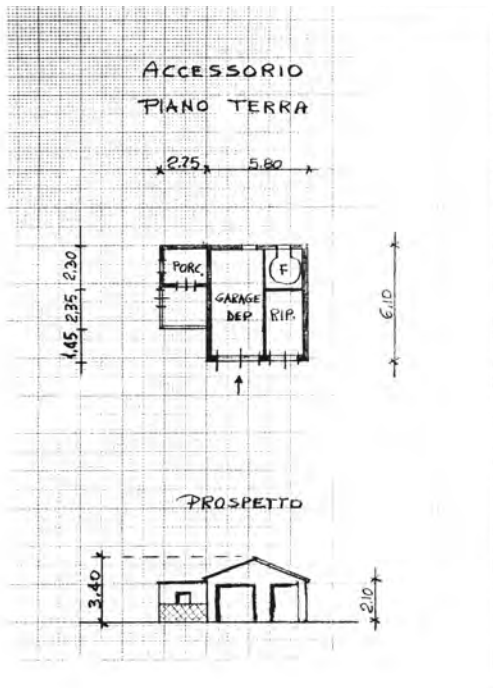 ACCESSORIO
PIANO TERRA
2.75 5.80
2.30
2.35
1.45
PORC.
F
GARAGE
DEP.
RIP.
6.10
PROSPETTO
3.40
2.10